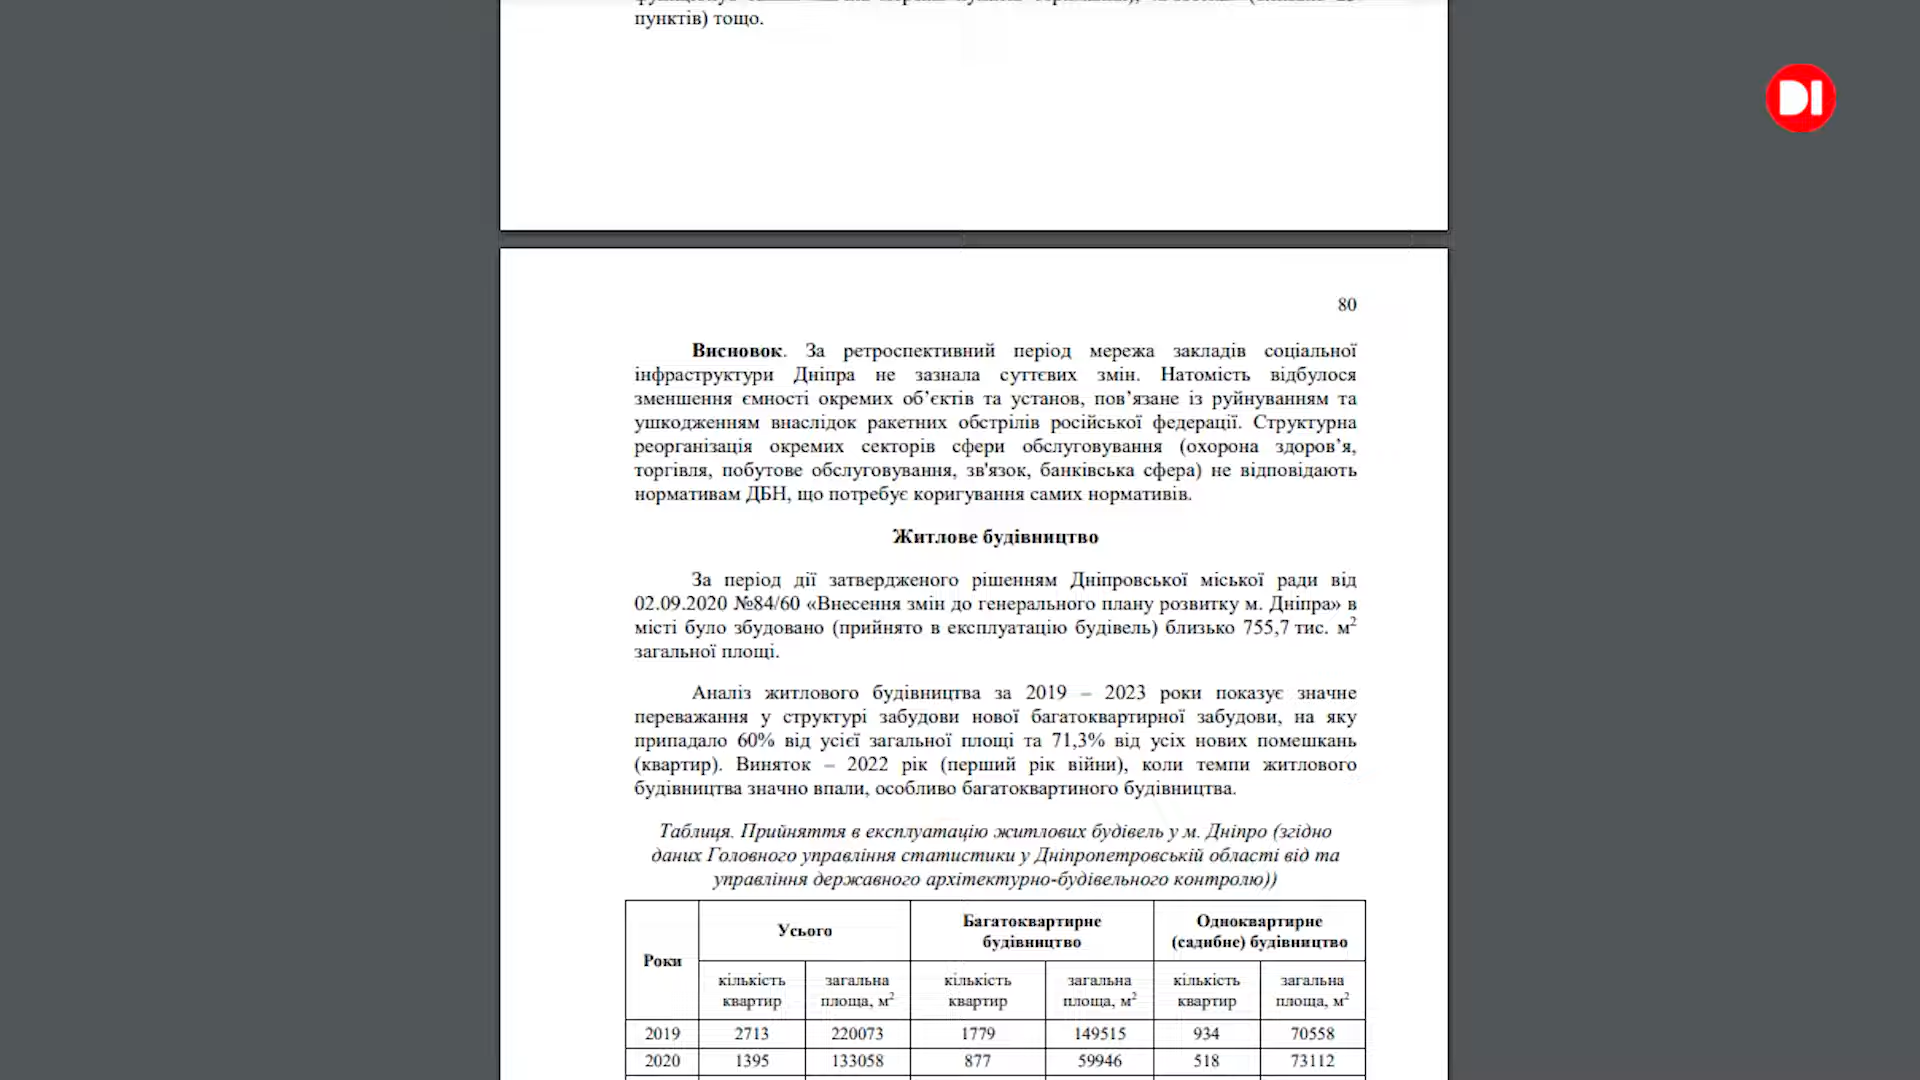 пунктів) тощо.
DI
80
Висновок. За ретроспективний період мережа закладів соціальної
інфраструктури Дніпра не зазнала суттєвих змін. Натомість відбулося
зменшення ємності окремих об’єктів та установ, пов’язане із руйнуванням та
ушкодженням внаслідок ракетних обстрілів російської федерації. Структурна
реорганізація окремих секторів сфери обслуговування (охорона здоров’я,
торгівля, побутове обслуговування, зв'язок, банківська сфера) не відповідають
нормативам ДБН, що потребує коригування самих нормативів.
Житлове будівництво
За період дії затвердженого рішенням Дніпровської міської ради від
02.09.2020 №84/60 «Внесення змін до генерального плану розвитку м. Дніпра» в
місті було збудовано (прийнято в експлуатацію будівель) близько 755,7 тис. м²
загальної площі.
Аналіз житлового будівництва за 2019 – 2023 роки показує значне
переважання у структурі забудови нової багатоквартирної забудови, на яку
припадало 60% від усієї загальної площі та 71,3% від усіх нових помешкань
(квартир). Виняток – 2022 рік (перший рік війни), коли темпи житлового
будівництва значно впали, особливо багатоквартиного будівництва.
Таблиця. Прийняття в експлуатацію житлових будівель у м. Дніпро (згідно
даних Головного управління статистики у Дніпропетровській області від та
управління державного архітектурно-будівельного контролю))
Роки Усього Багатоквартирне будівництво Одноквартирне (садибне) будівництво
кількість квартир загальна площа, м² кількість квартир загальна площа, м² кількість квартир загальна площа, м²
2019 2713 220073 1779 149515 934 70558
2020 1395 133058 877 59946 518 73112